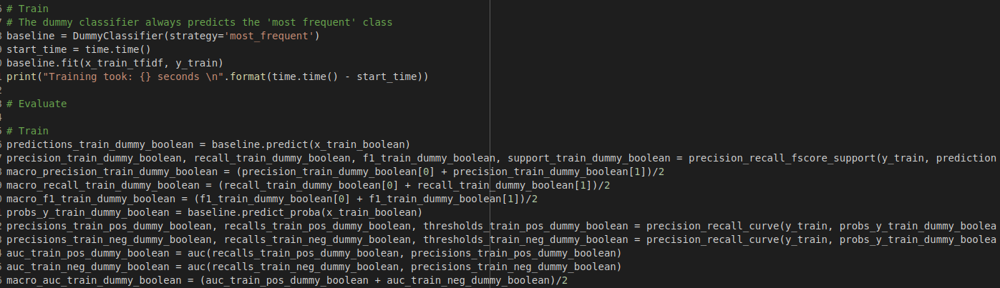 # Train
# The dummy classifier always predicts the 'most frequent' class
baseline = DummyClassifier(strategy='most_frequent')
start_time = time.time()
baseline.fit(x_train_tfidf, y_train)
print("Training took: {} seconds \n".format(time.time() - start_time))
# Evaluate
# Train
predictions_train_dummy_boolean = baseline.predict(x_train_boolean)
precision_train_dummy_boolean, recall_train_dummy_boolean, f1_train_dummy_boolean, support_train_dummy_boolean = precision_recall_fscore_support(y_train, prediction
macro_precision_train_dummy_boolean = (precision_train_dummy_boolean[0] + precision_train_dummy_boolean[1])/2
macro_recall_train_dummy_boolean = (recall_train_dummy_boolean[0] + recall_train_dummy_boolean[1])/2
macro_f1_train_dummy_boolean = (f1_train_dummy_boolean[0] + f1_train_dummy_boolean[1])/2
probs_y_train_dummy_boolean = baseline.predict_proba(x_train_boolean)
precisions_train_pos_dummy_boolean, recalls_train_pos_dummy_boolean, thresholds_train_pos_dummy_boolean = precision_recall_curve(y_train, probs_y_train_dummy_boolea
precisions_train_neg_dummy_boolean, recalls_train_neg_dummy_boolean, thresholds_train_neg_dummy_boolean = precision_recall_curve(y_train, probs_y_train_dummy_boolea
auc_train_pos_dummy_boolean = auc(recalls_train_pos_dummy_boolean, precisions_train_pos_dummy_boolean)
auc_train_neg_dummy_boolean = auc(recalls_train_neg_dummy_boolean, precisions_train_neg_dummy_boolean)
macro_auc_train_dummy_boolean = (auc_train_pos_dummy_boolean + auc_train_neg_dummy_boolean)/2